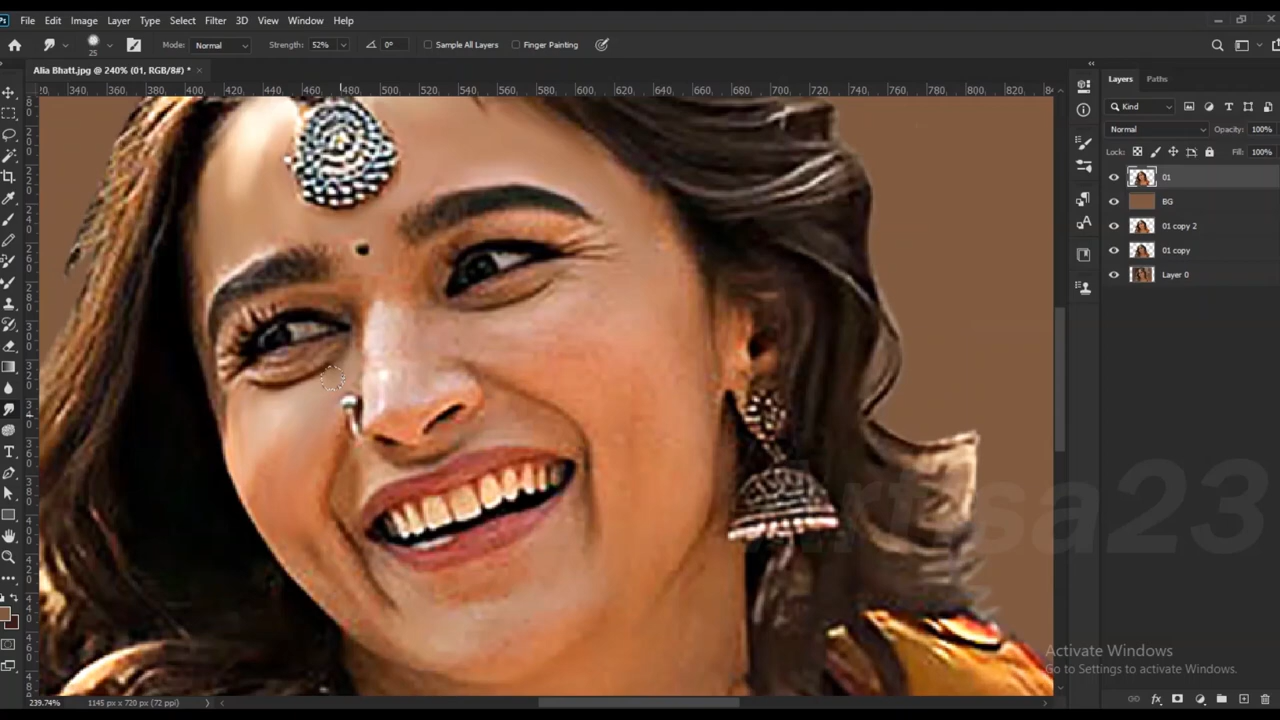 File Edit Image Layer Type Select Filter 3D View Window Help
25 Mode: Normal Strength: 52% 0° Sample All Layers Finger Painting
Alia Bhatt.jpg @ 240% (01, RGB/8#) *
340. 360. 380. 400. 420. 440. 460. 480. 500. 520. 540. 560. 580. 600. 620. 640. 660. 680. 700. 720. 740. 760. 780. 800. 820.
Layers Paths
Kind
Normal Opacity: 100%
Lock: Fill: 100%
01
BG
01 copy 2
01 copy
Layer 0
Activate Windows
Go to Settings to activate Windows.
239.74% 1145 px x 720 px (72 ppi)